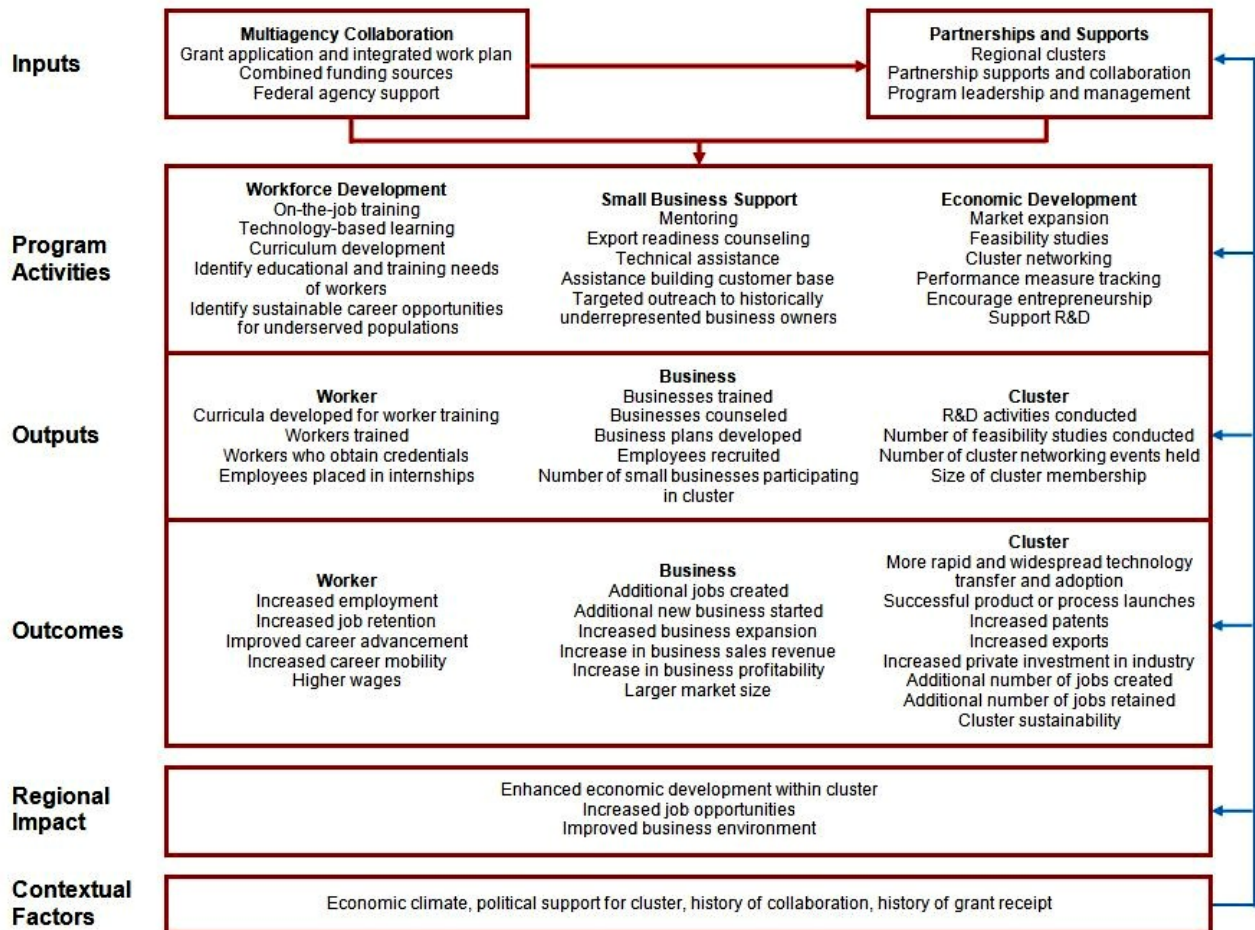 Inputs
Multiagency Collaboration
Grant application and integrated work plan
Combined funding sources
Federal agency support
Partnerships and Supports
Regional clusters
Partnership supports and collaboration
Program leadership and management
Program
Activities
Workforce Development
On-the-job training
Technology-based learning
Curriculum development
Identify educational and training needs
of workers
Identify sustainable career opportunities
for underserved populations
Small Business Support
Mentoring
Export readiness counseling
Technical assistance
Assistance building customer base
Targeted outreach to historically
underrepresented business owners
Economic Development
Market expansion
Feasibility studies
Cluster networking
Performance measure tracking
Encourage entrepreneurship
Support R&D
Outputs
Worker
Curricula developed for worker training
Workers trained
Workers who obtain credentials
Employees placed in internships
Business
Businesses trained
Businesses counseled
Business plans developed
Employees recruited
Number of small businesses participating
in cluster
Cluster
R&D activities conducted
Number of feasibility studies conducted
Number of cluster networking events held
Size of cluster membership
Outcomes
Worker
Increased employment
Increased job retention
Improved career advancement
Increased career mobility
Higher wages
Business
Additional jobs created
Additional new business started
Increased business expansion
Increase in business sales revenue
Increase in business profitability
Larger market size
Cluster
More rapid and widespread technology
transfer and adoption
Successful product or process launches
Increased patents
Increased exports
Increased private investment in industry
Additional number of jobs created
Additional number of jobs retained
Cluster sustainability
Regional
Impact
Enhanced economic development within cluster
Increased job opportunities
Improved business environment
Contextual
Factors
Economic climate, political support for cluster, history of collaboration, history of grant receipt